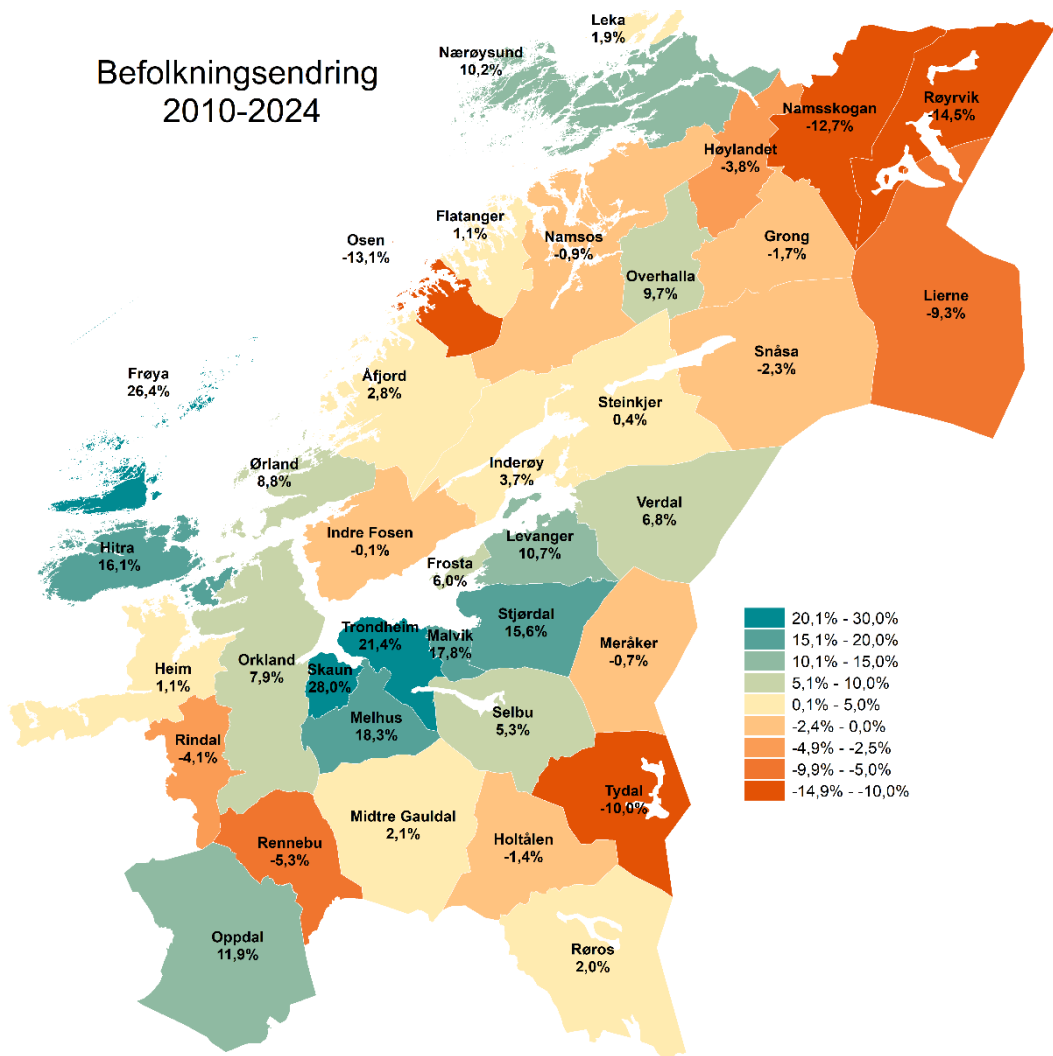 Befolkningsendring
2010-2024
Leka
1,9%
Nærøysund
10,2%
Namsskogan
-12,7%
Røyrvik
-14,5%
Høylandet
-3,8%
Flatanger
1,1%
Osen
-13,1%
Namsos
-0,9%
Grong
-1,7%
Overhalla
9,7%
Lierne
-9,3%
Snåsa
-2,3%
Frøya
26,4%
Åfjord
2,8%
Steinkjer
0,4%
Ørland
8,8%
Inderøy
3,7%
Verdal
6,8%
Indre Fosen
-0,1%
Levanger
10,7%
Hitra
16,1%
Frosta
6,0%
Stjørdal
15,6%
Trondheim
21,4%
Malvik
17,8%
Meråker
-0,7%
Heim
1,1%
Orkland
7,9%
Skaun
28,0%
Melhus
18,3%
Selbu
5,3%
Rindal
-4,1%
Tydal
-10,0%
Midtre Gauldal
2,1%
Rennebu
-5,3%
Holtålen
-1,4%
Oppdal
11,9%
Røros
2,0%
20,1% - 30,0%
15,1% - 20,0%
10,1% - 15,0%
5,1% - 10,0%
0,1% - 5,0%
-2,4% - 0,0%
-4,9% - -2,5%
-9,9% - -5,0%
-14,9% - -10,0%